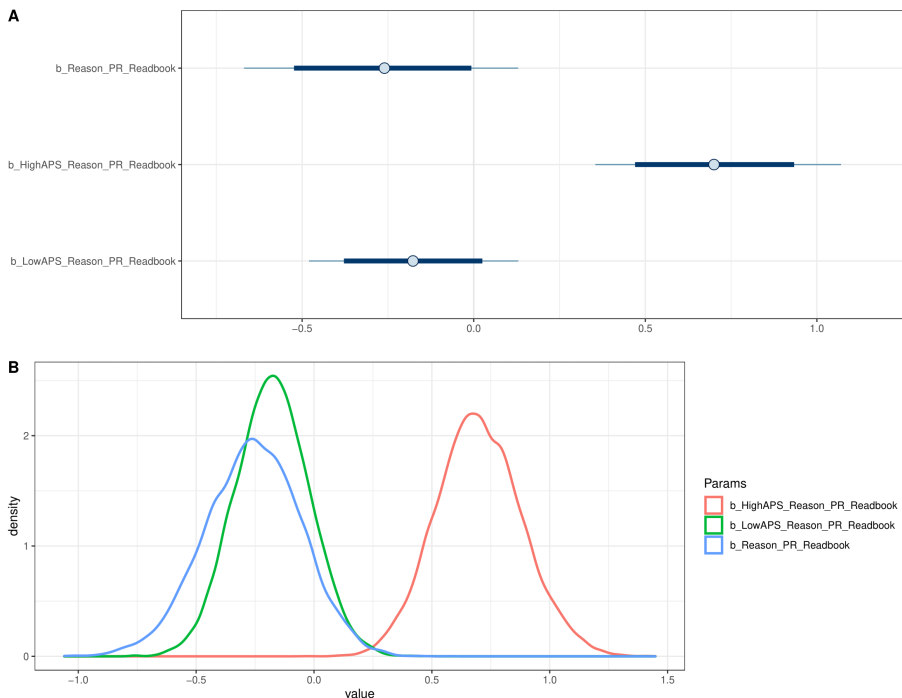 A
b_Reason_PR_Readbook
b_HighAPS_Reason_PR_Readbook
b_LowAPS_Reason_PR_Readbook
−0.5 0.0 0.5 1.0
B
density
2
1
0
−1.0 −0.5 0.0 0.5 1.0 1.5
value
Params
b_HighAPS_Reason_PR_Readbook
b_LowAPS_Reason_PR_Readbook
b_Reason_PR_Readbook